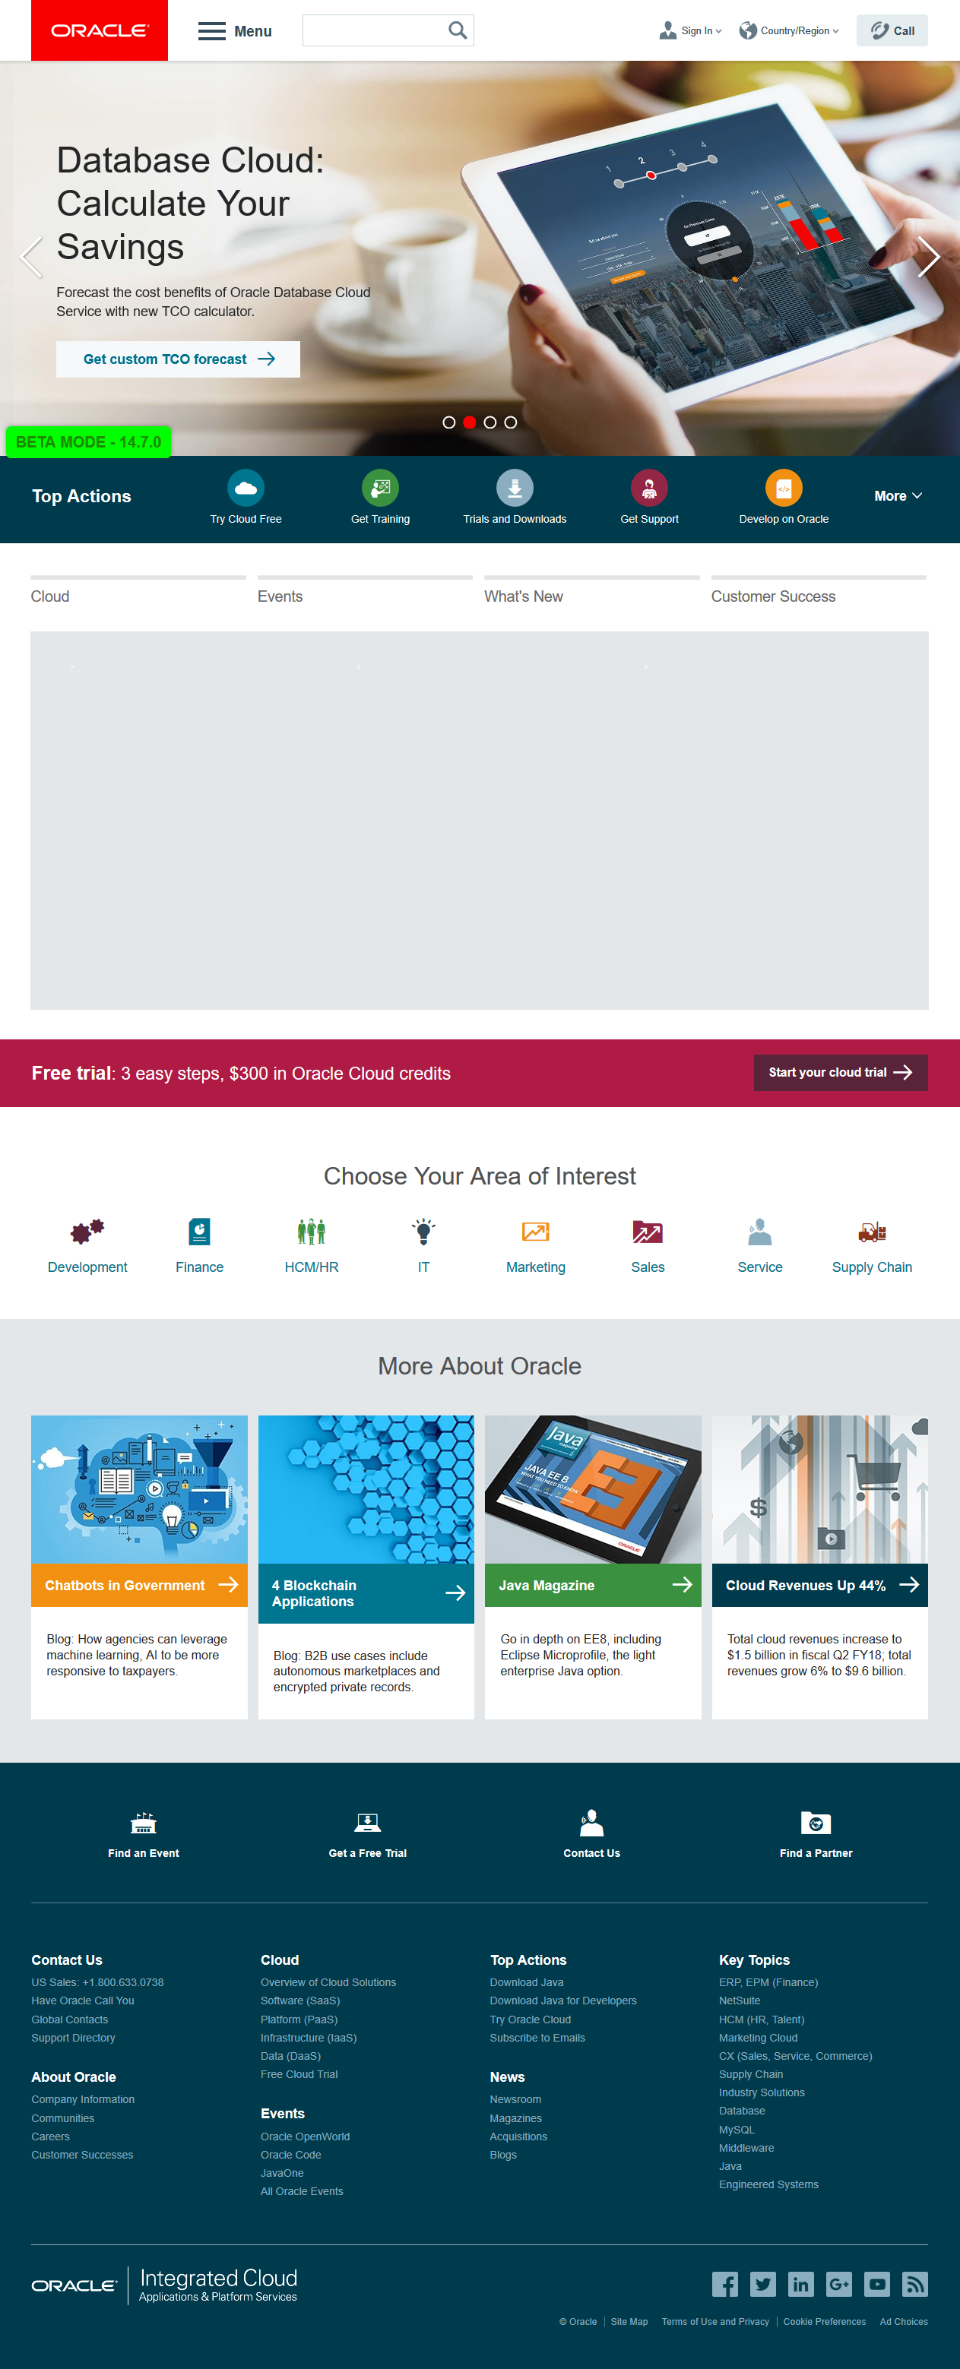 ORACLE
Menu
Sign In
Country/Region
Call
Database Cloud:
Calculate Your
Savings
Forecast the cost benefits of Oracle Database Cloud
Service with new TCO calculator.
Get custom TCO forecast
1 2 3 4
BETA MODE - 14.7.0
Top Actions
Try Cloud Free
Get Training
Trials and Downloads
Get Support
Develop on Oracle
More
Cloud
Events
What's New
Customer Success
Free trial: 3 easy steps, $300 in Oracle Cloud credits
Start your cloud trial
Choose Your Area of Interest
Development
Finance
HCM/HR
IT
Marketing
Sales
Service
Supply Chain
More About Oracle
Java
JAVA EE 8
WHAT YOU NEED TO KNOW
ORACLE
$
Chatbots in Government
4 Blockchain
Applications
Java Magazine
Cloud Revenues Up 44%
Blog: How agencies can leverage
machine learning, AI to be more
responsive to taxpayers.
Blog: B2B use cases include
autonomous marketplaces and
encrypted private records.
Go in depth on EE8, including
Eclipse Microprofile, the light
enterprise Java option.
Total cloud revenues increase to
$1.5 billion in fiscal Q2 FY18; total
revenues grow 6% to $9.6 billion.
Find an Event
Get a Free Trial
Contact Us
Find a Partner
Contact Us
US Sales: +1.800.633.0738
Have Oracle Call You
Global Contacts
Support Directory
About Oracle
Company Information
Communities
Careers
Customer Successes
Cloud
Overview of Cloud Solutions
Software (SaaS)
Platform (PaaS)
Infrastructure (IaaS)
Data (DaaS)
Free Cloud Trial
Events
Oracle OpenWorld
Oracle Code
JavaOne
All Oracle Events
Top Actions
Download Java
Download Java for Developers
Try Oracle Cloud
Subscribe to Emails
News
Newsroom
Magazines
Acquisitions
Blogs
Key Topics
ERP, EPM (Finance)
NetSuite
HCM (HR, Talent)
Marketing Cloud
CX (Sales, Service, Commerce)
Supply Chain
Industry Solutions
Database
MySQL
Middleware
Java
Engineered Systems
ORACLE
Integrated Cloud
Applications & Platform Services
© Oracle
Site Map
Terms of Use and Privacy
Cookie Preferences
Ad Choices